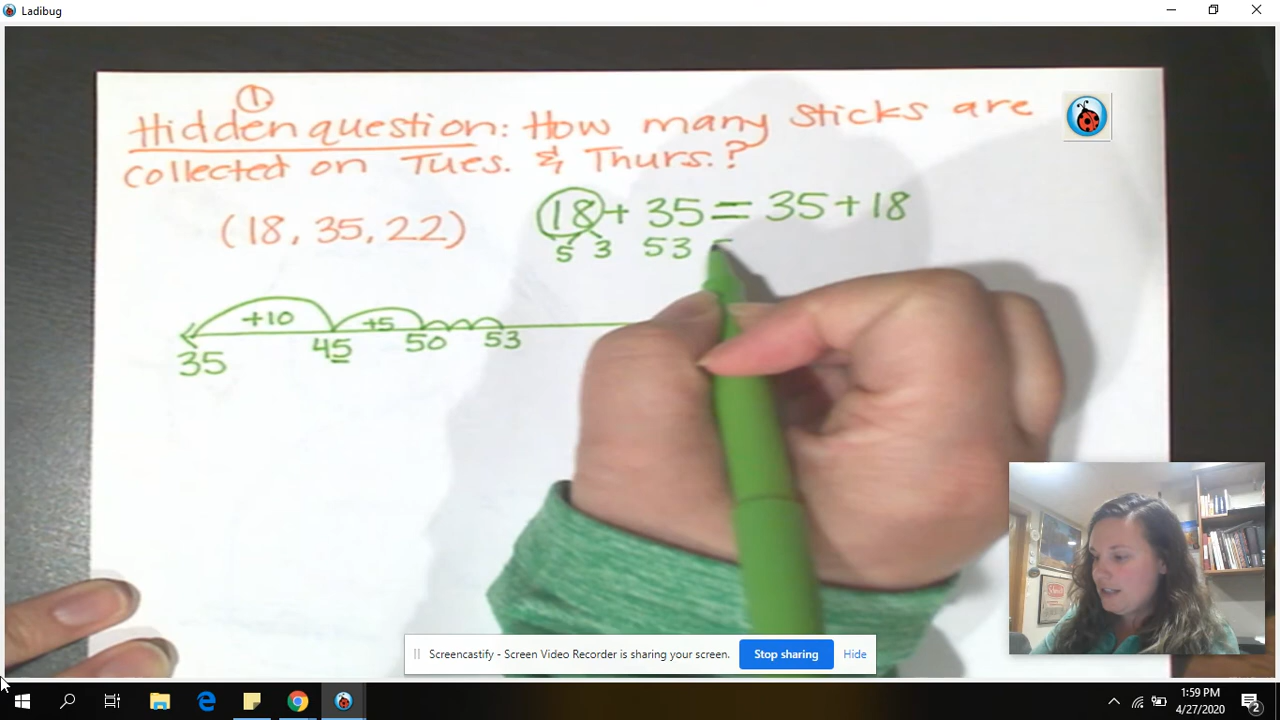 Ladibug
1
Hidden question: How many sticks are
collected on Tues. & Thurs.?
(18, 35, 22)
18 + 35 = 35 + 18
5 3 53
+10 +5
35 45 50 53
Screencastify - Screen Video Recorder is sharing your screen.
Stop sharing
Hide
1:59 PM
4/27/2020
2